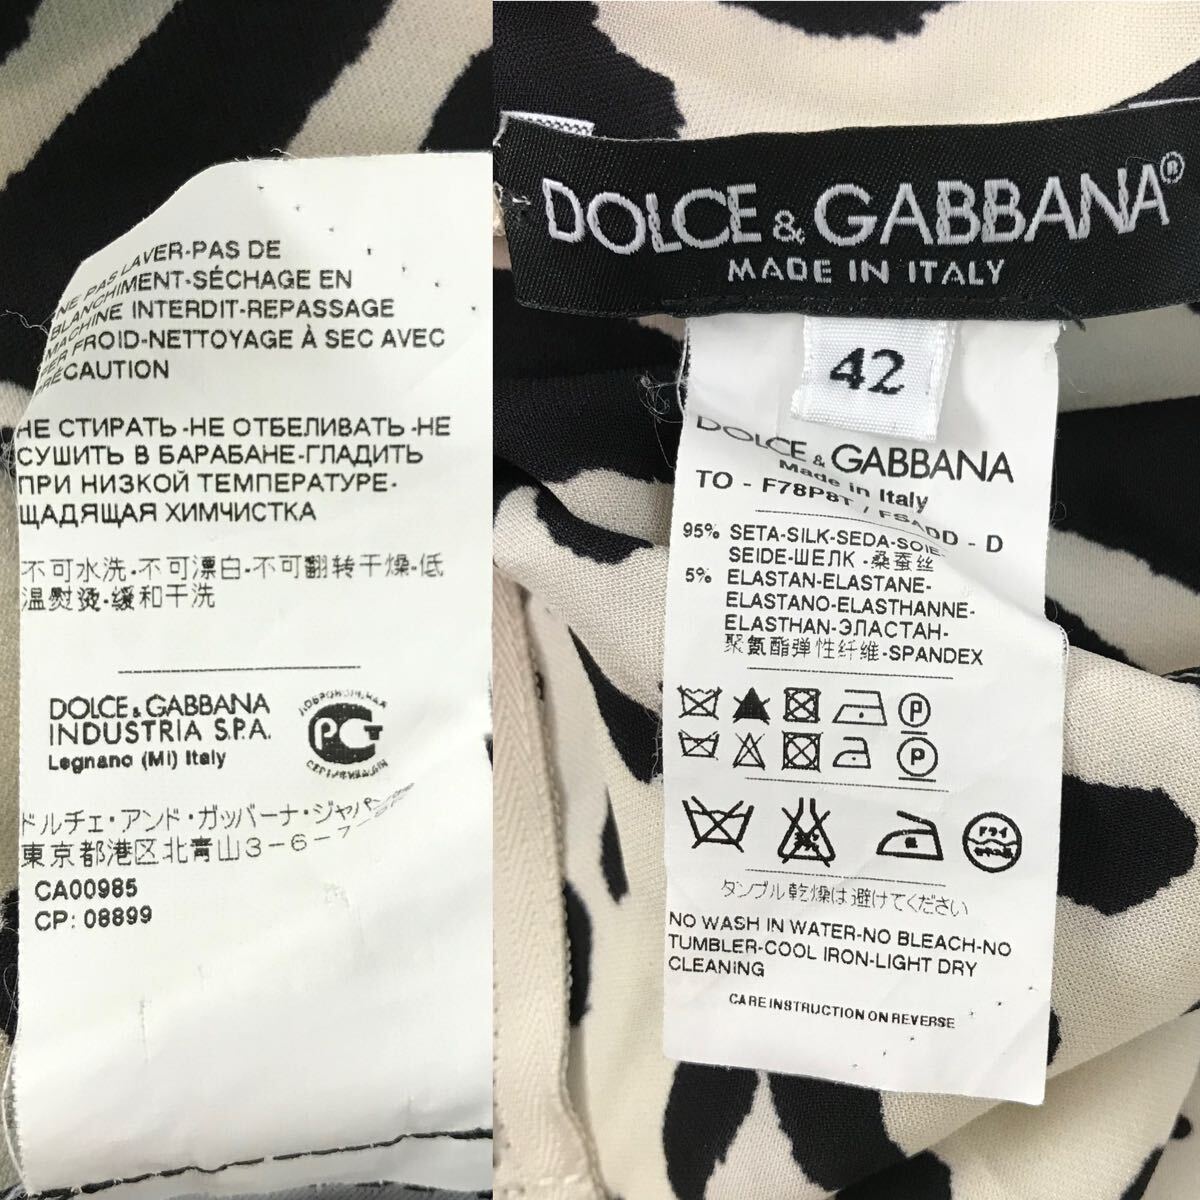 NE PAS LAVER-PAS DE
BLANCHIMENT-SÉCHAGE EN
MACHINE INTERDIT-REPASSAGE
FER FROID-NETTOYAGE À SEC AVEC
PRÉCAUTION
НЕ СТИРАТЬ -НЕ ОТБЕЛИВАТЬ -НЕ
СУШИТЬ В БАРАБАНЕ-ГЛАДИТЬ
ПРИ НИЗКОЙ ТЕМПЕРАТУРЕ-
ЩАДЯЩАЯ ХИМЧИСТКА
不可水洗-不可漂白-不可翻转干燥-低
温熨烫-缓和干洗
DOLCE & GABBANA
INDUSTRIA S.P.A.
Legnano (MI) Italy
ドルチェ・アンド・ガッバーナ・ジャパン
東京都港区北青山3-6-7
CA00985
CP: 08899
DOLCE & GABBANA®
MADE IN ITALY
42
DOLCE & GABBANA
Made in Italy
TO - F78P8T / FSADD - D
95% SETA-SILK-SEDA-SOIE-
SEIDE-ШЕЛК -桑蚕丝
5% ELASTAN-ELASTANE-
ELASTANO-ELASTHANNE-
ELASTHAN-ЭЛАСТАН-
聚氨酯弹性纤维-SPANDEX
P
P
ドライ
タンブル乾燥は避けてください
NO WASH IN WATER-NO BLEACH-NO
TUMBLER-COOL IRON-LIGHT DRY
CLEANING
CARE INSTRUCTION ON REVERSE